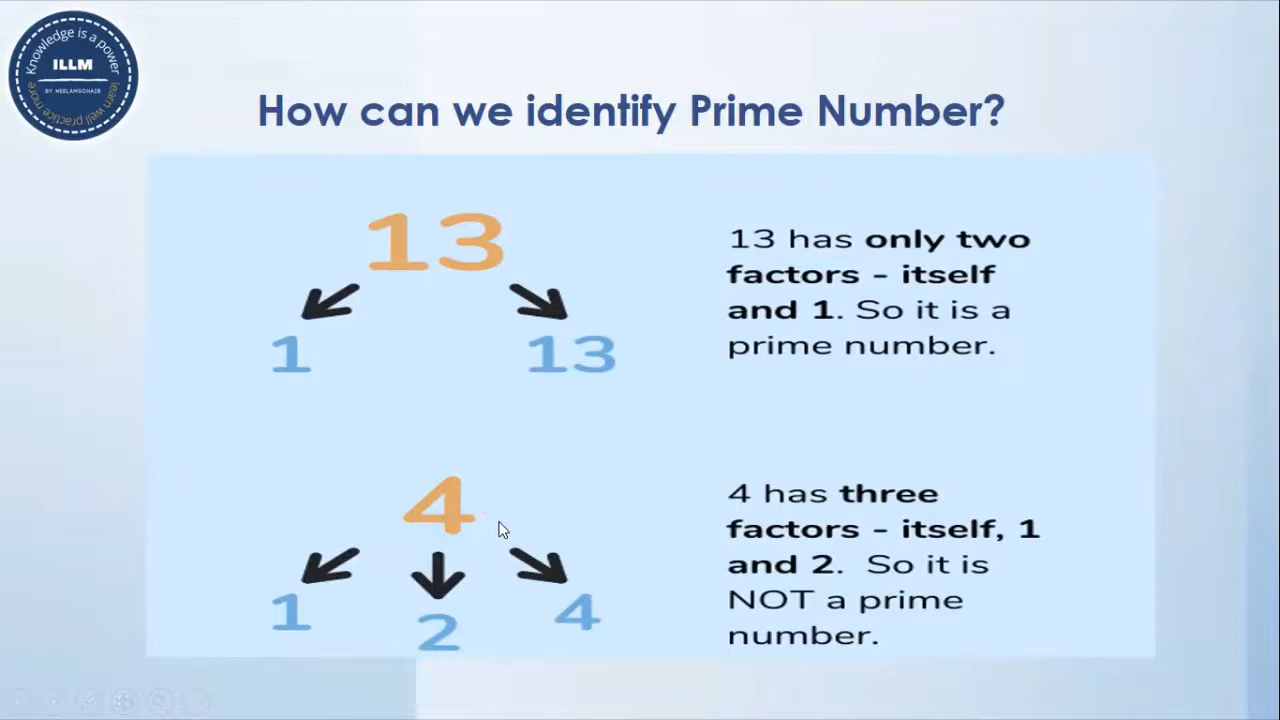 Knowledge is a power
ILLM
BY NEELAMSOHAIB
learn well practice more
How can we identify Prime Number?
13
1 13
13 has only two
factors - itself
and 1. So it is a
prime number.
4
1 2 4
4 has three
factors - itself, 1
and 2. So it is
NOT a prime
number.